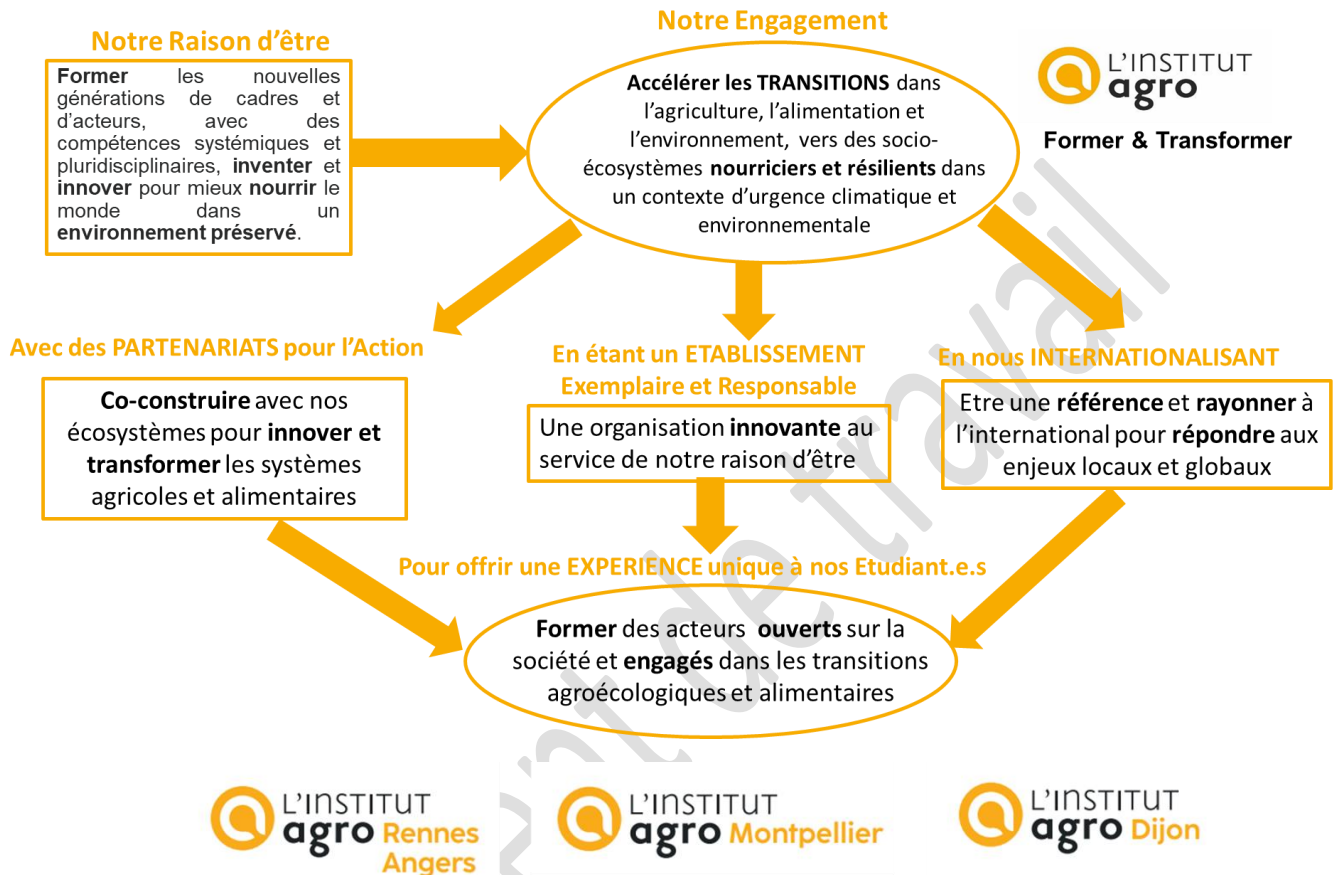 Notre Raison d'être
Former les nouvelles
générations de cadres et
d'acteurs, avec des
compétences systémiques et
pluridisciplinaires, inventer et
innover pour mieux nourrir le
monde dans un
environnement préservé.
Notre Engagement
Accélérer les TRANSITIONS dans
l'agriculture, l'alimentation et
l'environnement, vers des socio-
écosystèmes nourriciers et résilients dans
un contexte d'urgence climatique et
environnementale
L'INSTITUT
agro
Former & Transformer
Avec des PARTENARIATS pour l'Action
Co-construire avec nos
écosystèmes pour innover et
transformer les systèmes
agricoles et alimentaires
En étant un ETABLISSEMENT
Exemplaire et Responsable
Une organisation innovante au
service de notre raison d'être
En nous INTERNATIONALISANT
Etre une référence et rayonner à
l'international pour répondre aux
enjeux locaux et globaux
Pour offrir une EXPERIENCE unique à nos Etudiant.e.s
Former des acteurs ouverts sur la
société et engagés dans les transitions
agroécologiques et alimentaires
de travail
L'INSTITUT
agro Rennes
Angers
L'INSTITUT
agro Montpellier
L'INSTITUT
agro Dijon